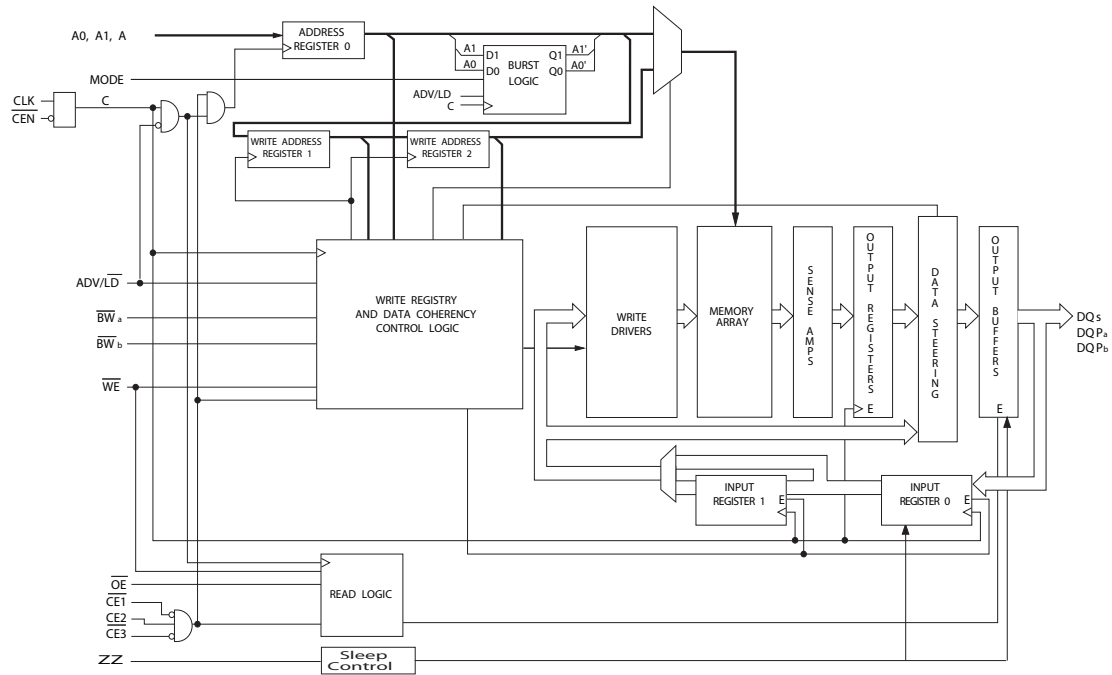 A0, A1, A
ADDRESS
REGISTER 0
A1
A0
D1
D0
BURST
LOGIC
Q1
Q0
A1'
A0'
MODE
ADV/LD
C
CLK
CEN
C
WRITE ADDRESS
REGISTER 1
WRITE ADDRESS
REGISTER 2
ADV/LD
BW a
BW b
WE
WRITE REGISTRY
AND DATA COHERENCY
CONTROL LOGIC
WRITE
DRIVERS
MEMORY
ARRAY
SENSE AMPS
OUTPUT REGISTERS
E
DATA STEERING
OUTPUT BUFFERS
E
DQs
DQPa
DQPb
INPUT
REGISTER 1
E
INPUT
REGISTER 0
E
OE
CE1
CE2
CE3
READ LOGIC
ZZ
Sleep
Control